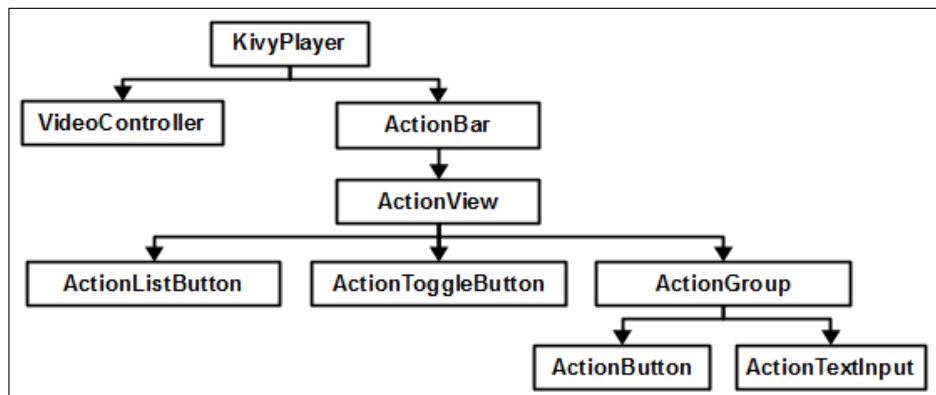 KivyPlayer
VideoController
ActionBar
ActionView
ActionListButton
ActionToggleButton
ActionGroup
ActionButton
ActionTextInput